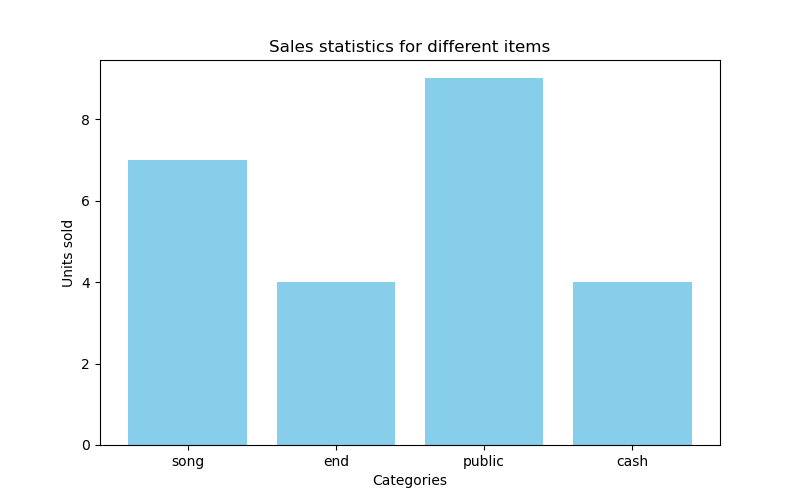 Sales statistics for different items
Units sold
8
6
4
2
0
song end public cash
Categories